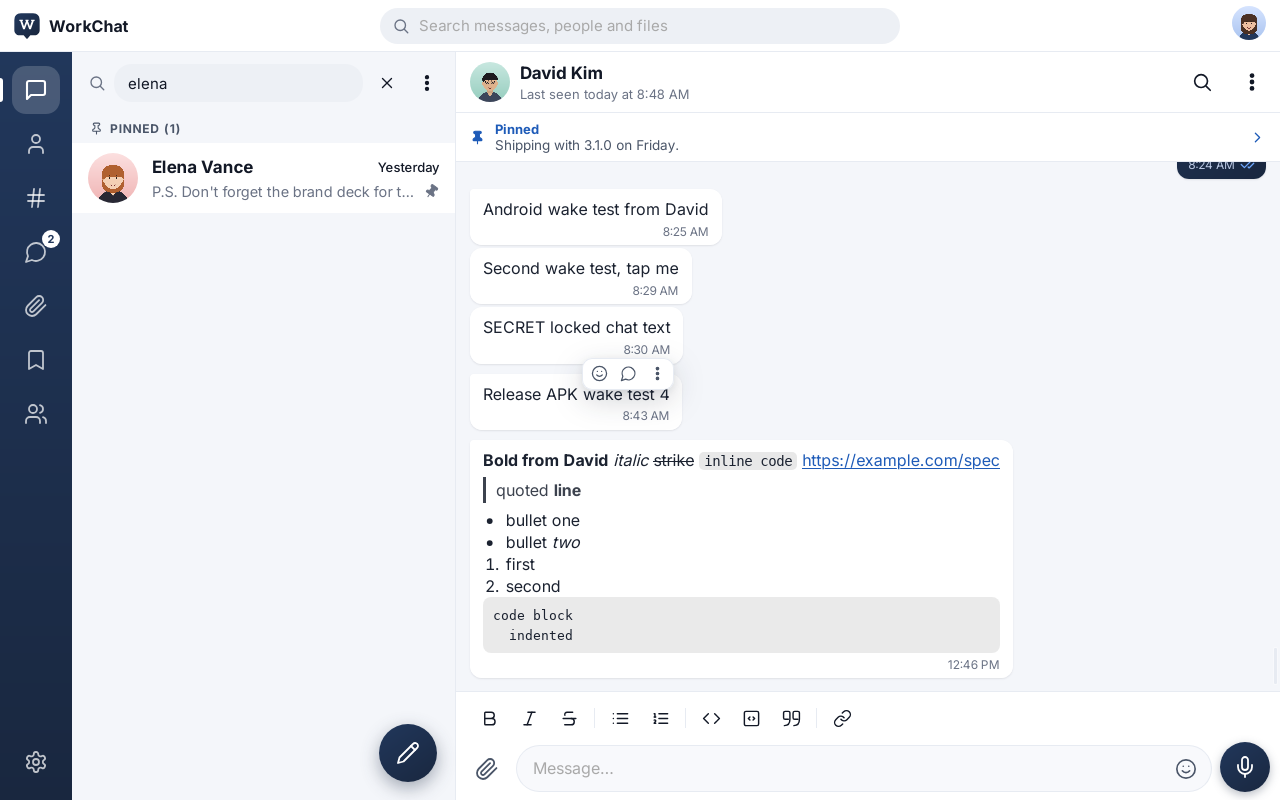 WorkChat
Search messages, people and files
elena
PINNED (1)
Elena Vance
Yesterday
P.S. Don't forget the brand deck for t...
2
David Kim
Last seen today at 8:48 AM
Pinned
Shipping with 3.1.0 on Friday.
8:24 AM
Android wake test from David
8:25 AM
Second wake test, tap me
8:29 AM
SECRET locked chat text
8:30 AM
Release APK wake test 4
8:43 AM
Bold from David italic strike inline code https://example.com/spec
quoted line
• bullet one
• bullet two
1. first
2. second
code block
  indented
12:46 PM
Message...